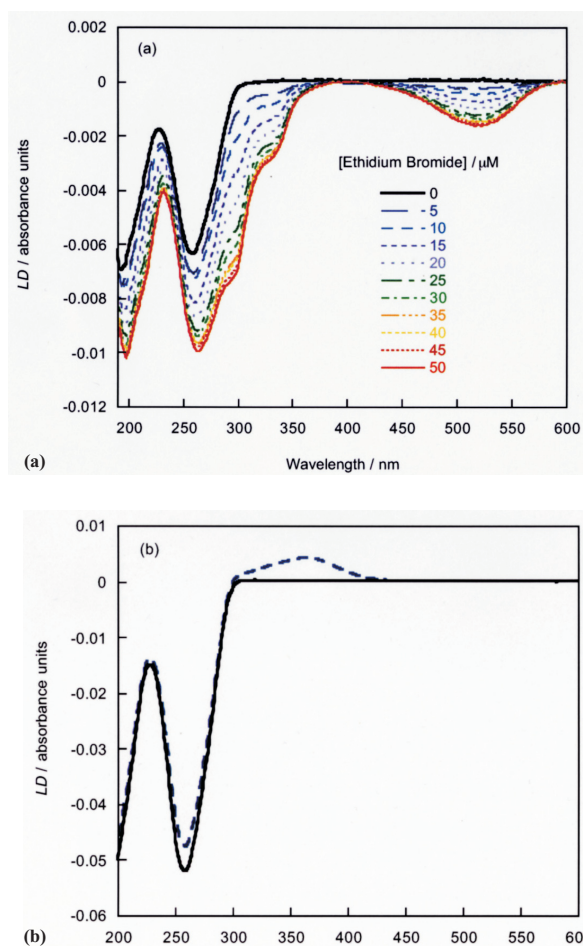 0.002
(a)
0
-0.002
-0.004
-0.006
-0.008
-0.01
-0.012
LD / absorbance units
[Ethidium Bromide] / µM
0
5
10
15
20
25
30
35
40
45
50
200 250 300 350 400 450 500 550 600
Wavelength / nm
(a)
0.01
(b)
0
-0.01
-0.02
-0.03
-0.04
-0.05
-0.06
LD / absorbance units
200 250 300 350 400 450 500 550 600
(b)